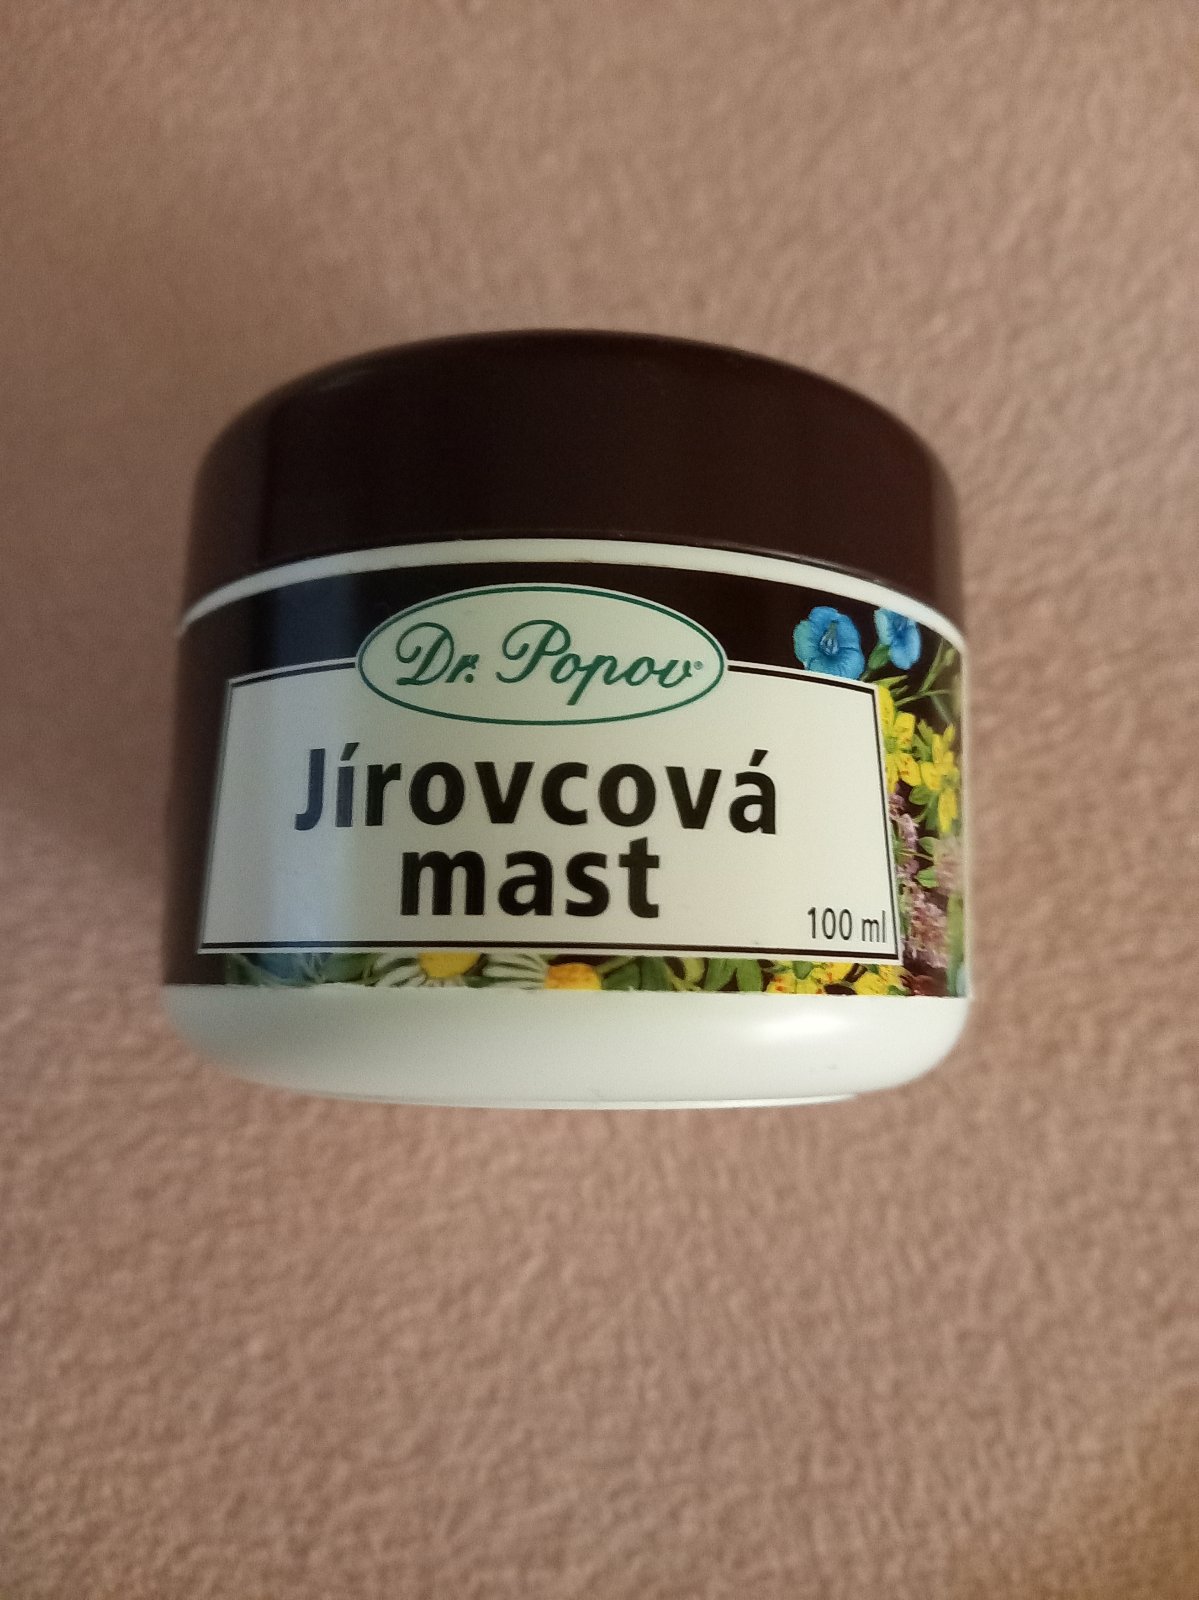 Dr. Popov®
Jírovcová
mast
100 ml